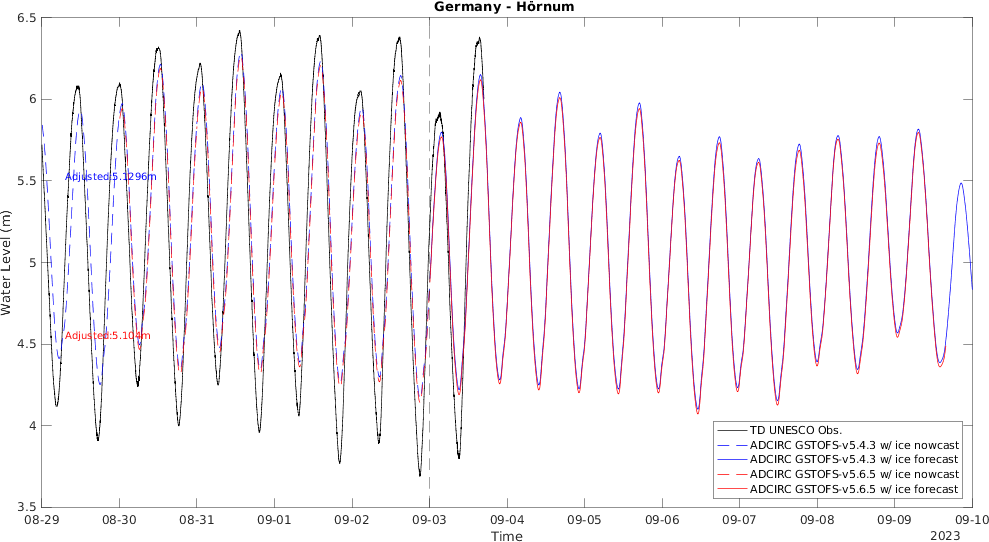 Germany - Hörnum
6.5
6
5.5
5
4.5
4
3.5
Water Level (m)
Adjusted:5.1296m
Adjusted:5.104m
TD UNESCO Obs.
ADCIRC GSTOFS-v5.4.3 w/ ice nowcast
ADCIRC GSTOFS-v5.4.3 w/ ice forecast
ADCIRC GSTOFS-v5.6.5 w/ ice nowcast
ADCIRC GSTOFS-v5.6.5 w/ ice forecast
08-29 08-30 08-31 09-01 09-02 09-03 09-04 09-05 09-06 09-07 09-08 09-09 09-10
Time
2023